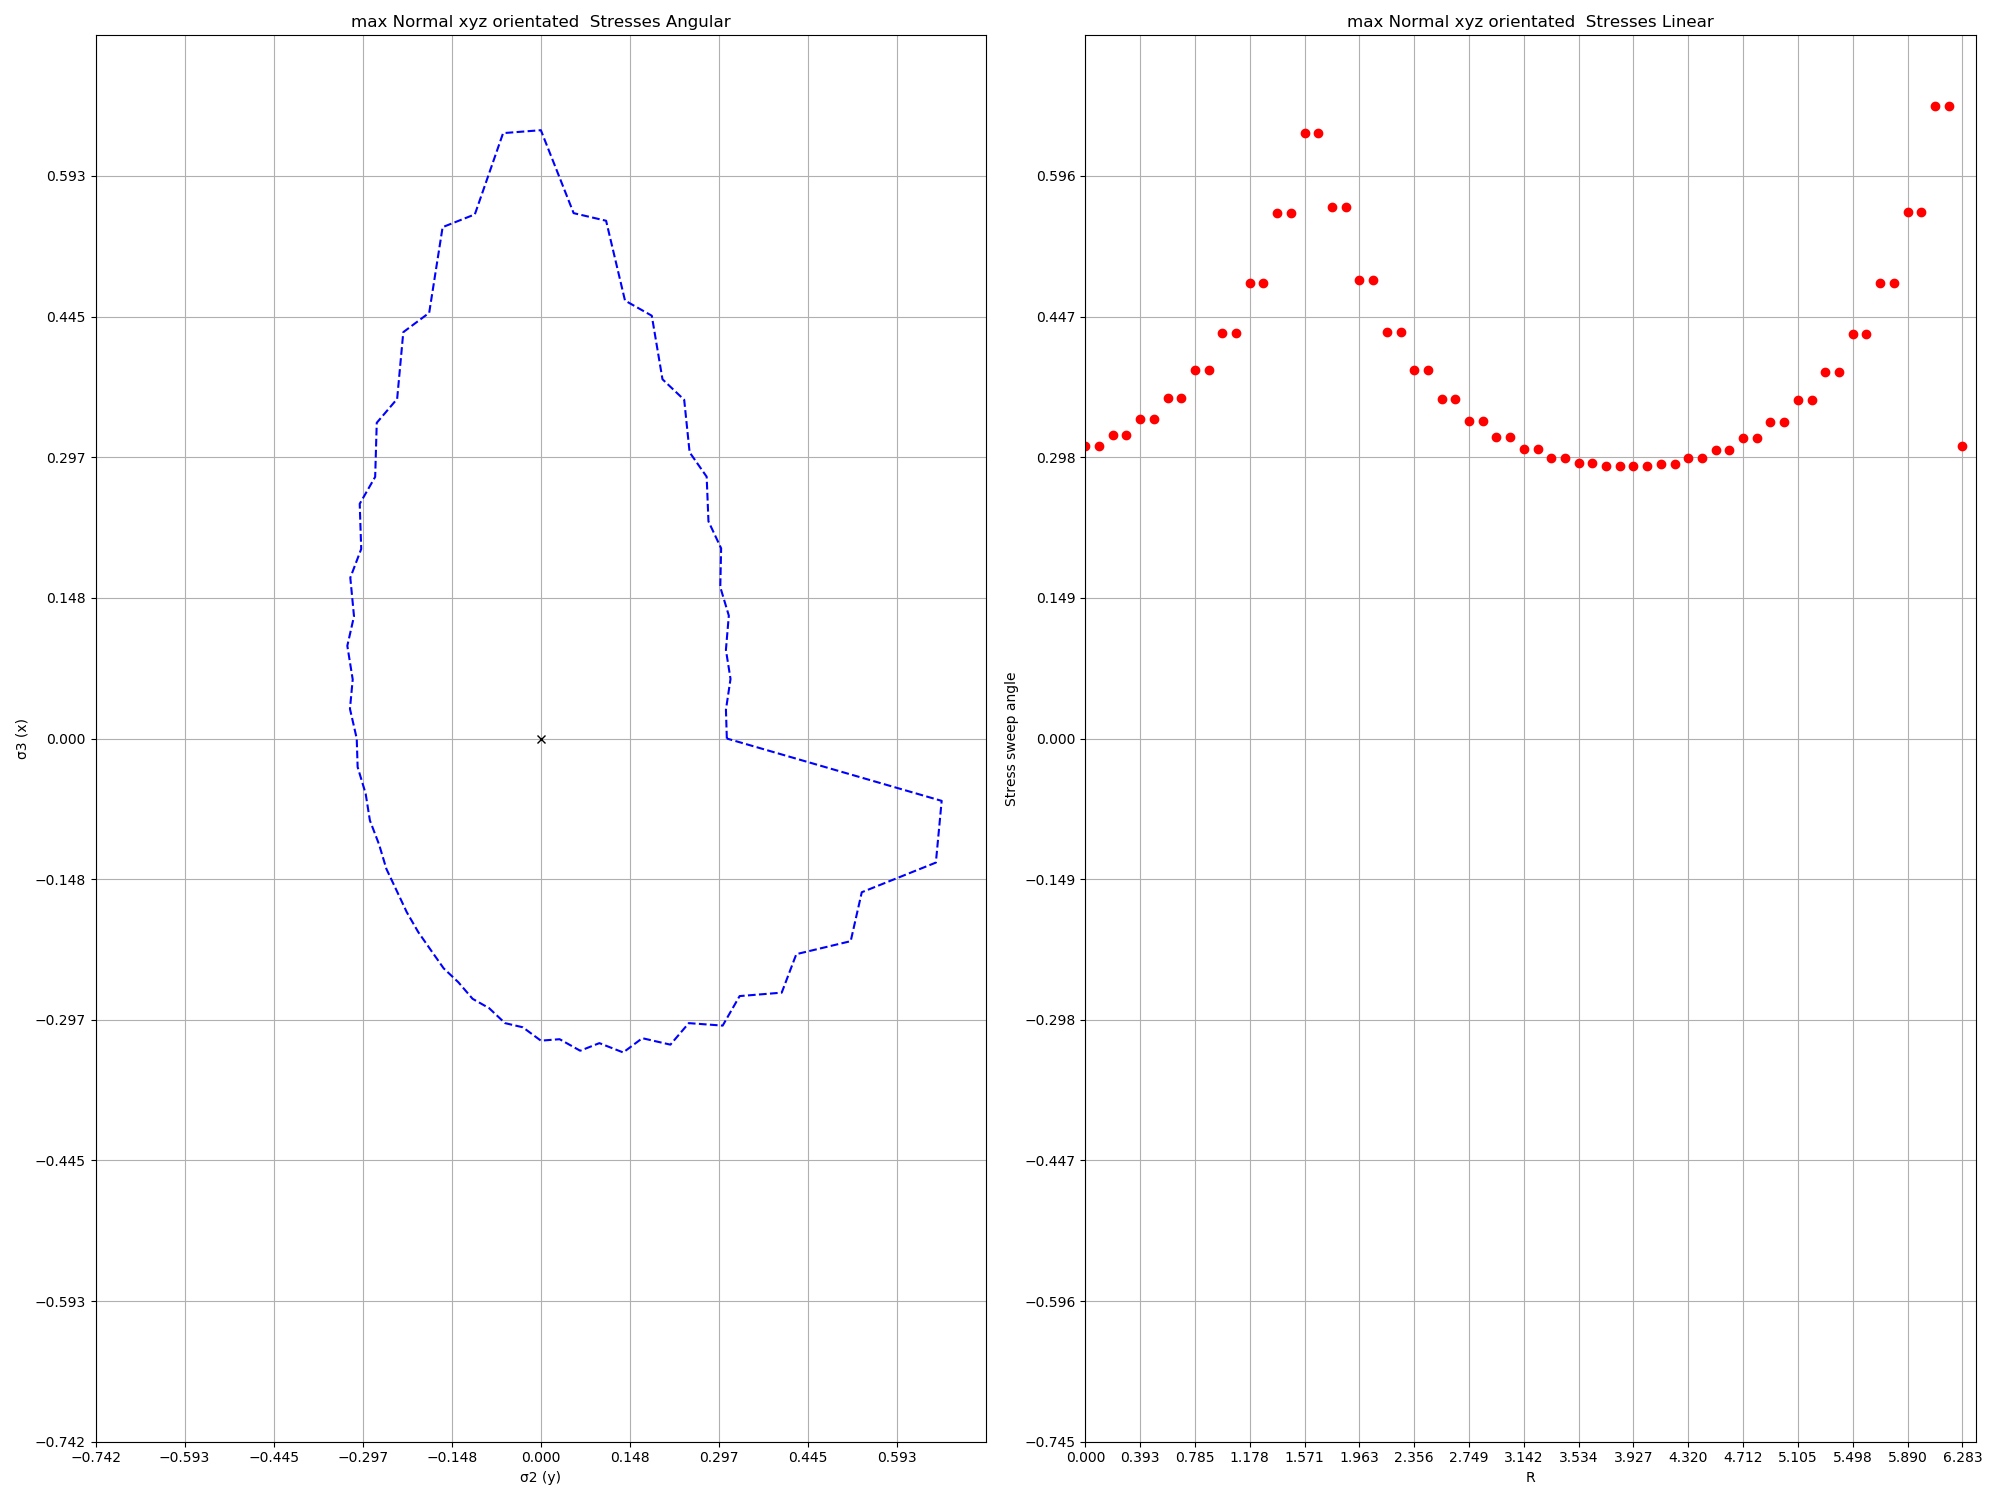 max Normal xyz orientated  Stresses Angular
0.593
0.445
0.297
0.148
0.000
−0.148
−0.297
−0.445
−0.593
−0.742
σ3 (x)
−0.742 −0.593 −0.445 −0.297 −0.148 0.000 0.148 0.297 0.445 0.593
σ2 (y)
max Normal xyz orientated  Stresses Linear
0.596
0.447
0.298
0.149
0.000
−0.149
−0.298
−0.447
−0.596
−0.745
Stress sweep angle
0.000 0.393 0.785 1.178 1.571 1.963 2.356 2.749 3.142 3.534 3.927 4.320 4.712 5.105 5.498 5.890 6.283
R